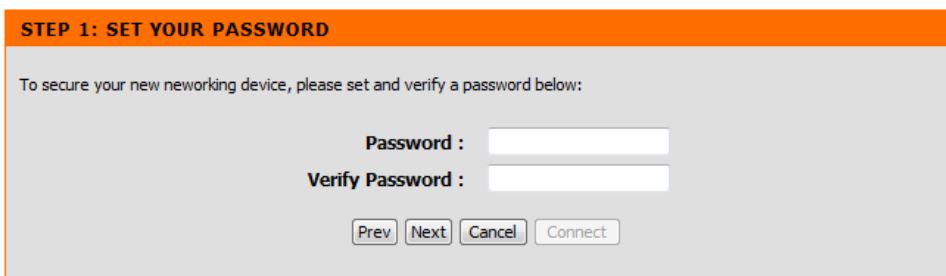 STEP 1: SET YOUR PASSWORD
To secure your new neworking device, please set and verify a password below:
Password :
Verify Password :
Prev Next Cancel Connect